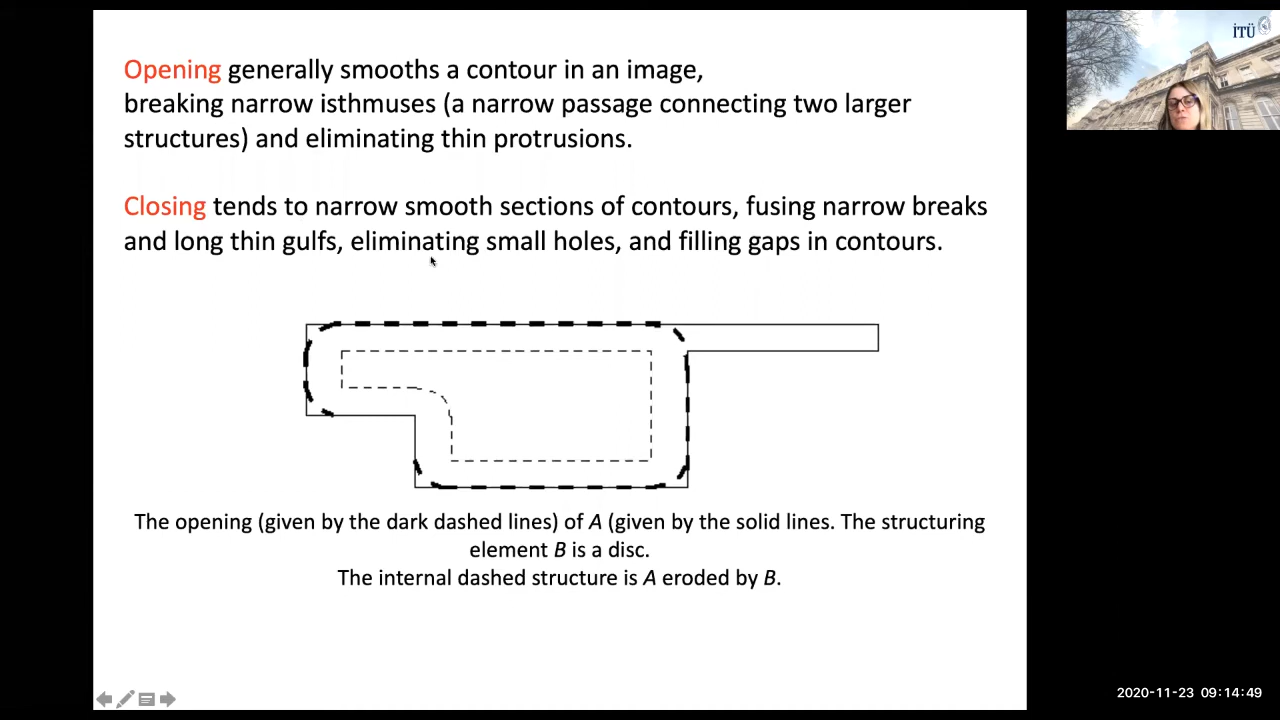 Opening generally smooths a contour in an image,
breaking narrow isthmuses (a narrow passage connecting two larger
structures) and eliminating thin protrusions.
Closing tends to narrow smooth sections of contours, fusing narrow breaks
and long thin gulfs, eliminating small holes, and filling gaps in contours.
The opening (given by the dark dashed lines) of A (given by the solid lines. The structuring
element B is a disc.
The internal dashed structure is A eroded by B.
İTÜ
2020-11-23 09:14:49